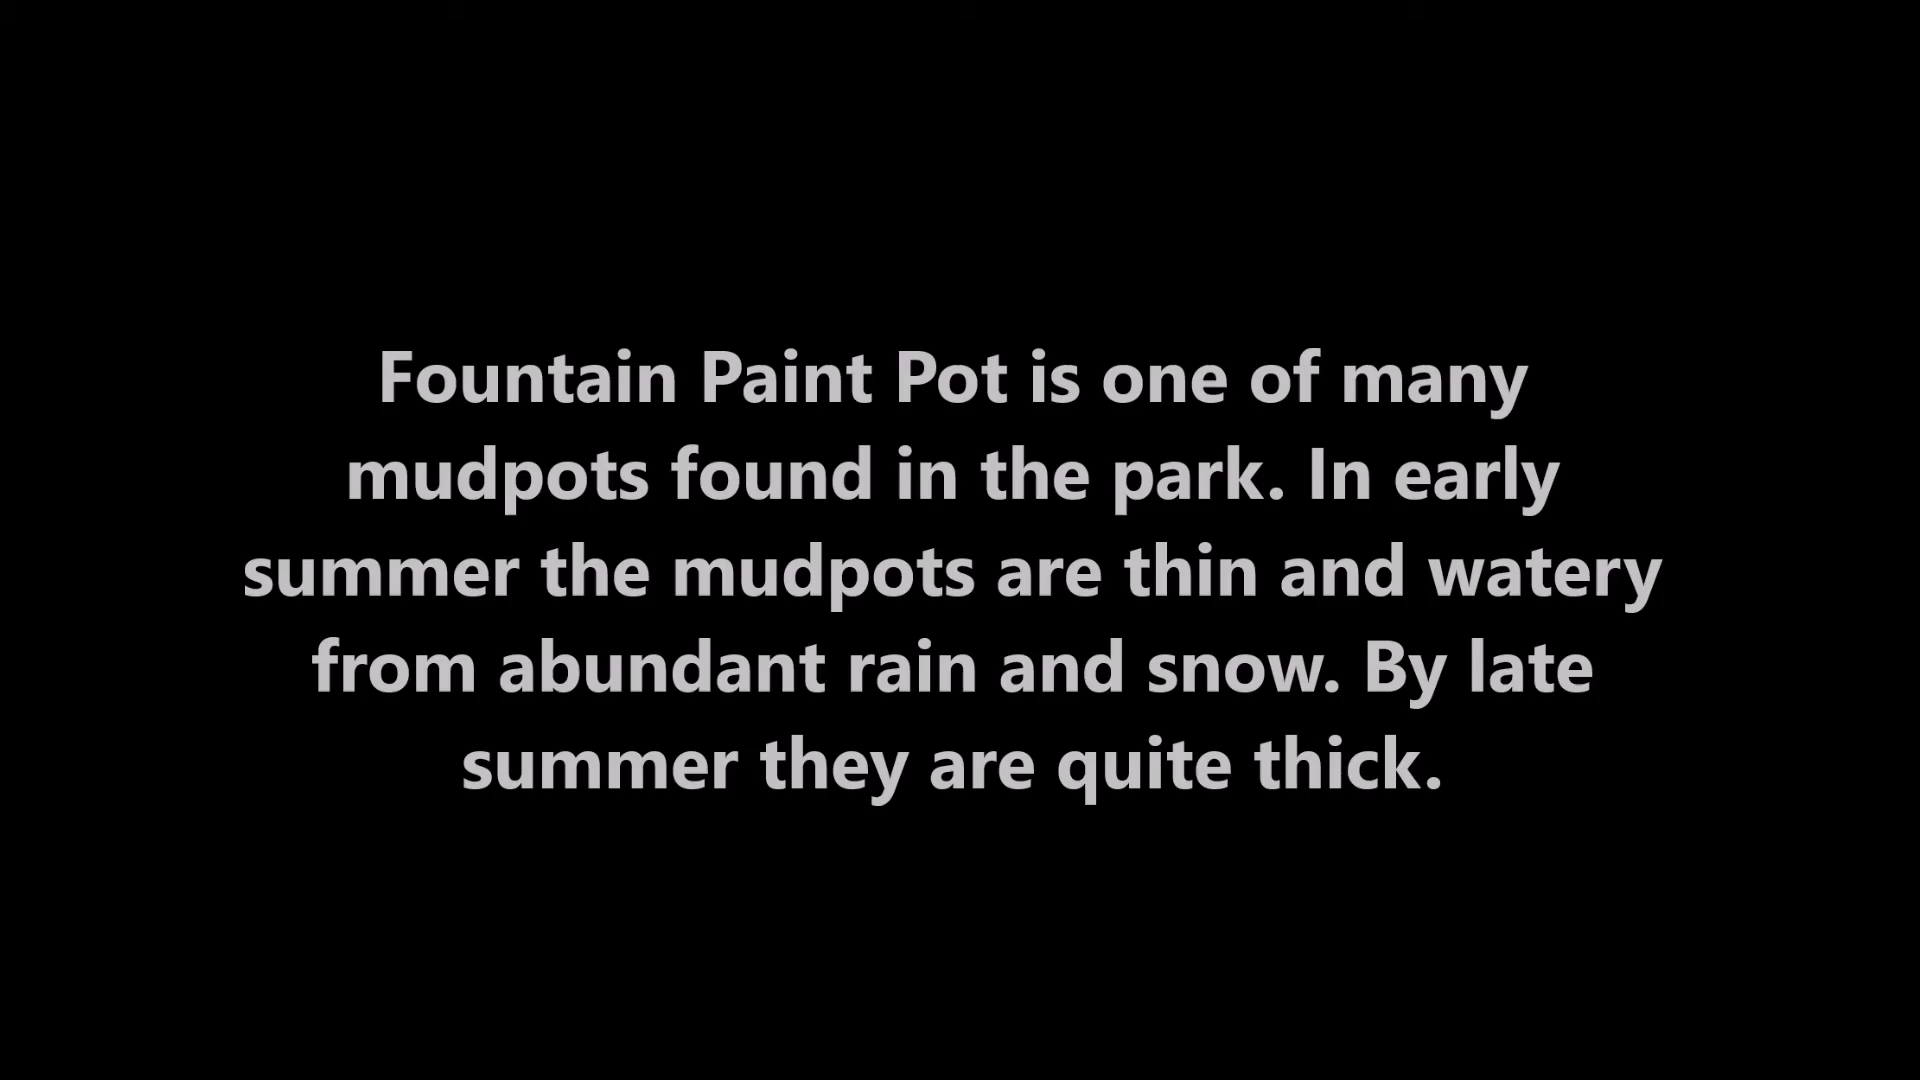 Fountain Paint Pot is one of many
mudpots found in the park. In early
summer the mudpots are thin and watery
from abundant rain and snow. By late
summer they are quite thick.